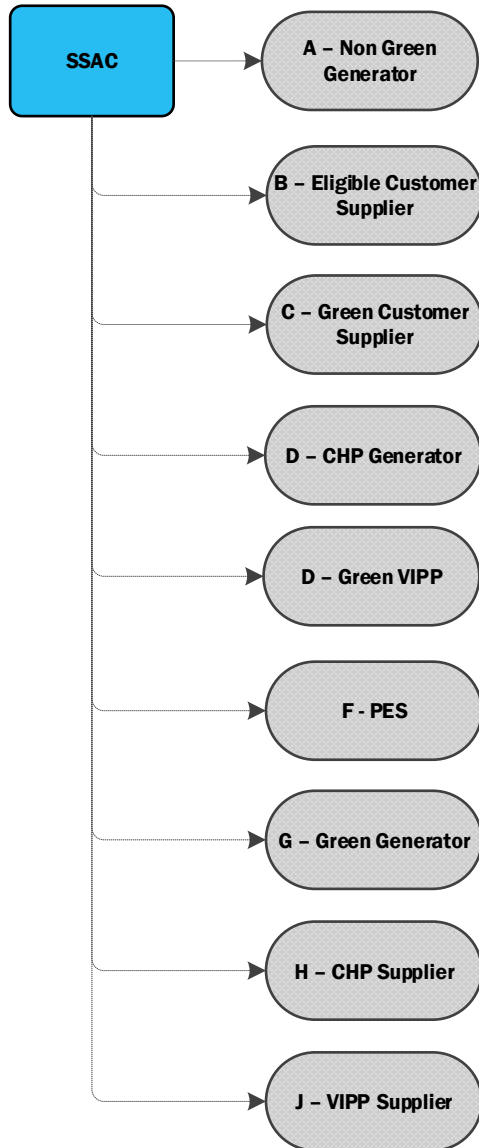 SSAC
A – Non Green
Generator
B – Eligible Customer
Supplier
C – Green Customer
Supplier
D – CHP Generator
D – Green VIPP
F - PES
G – Green Generator
H – CHP Supplier
J – VIPP Supplier